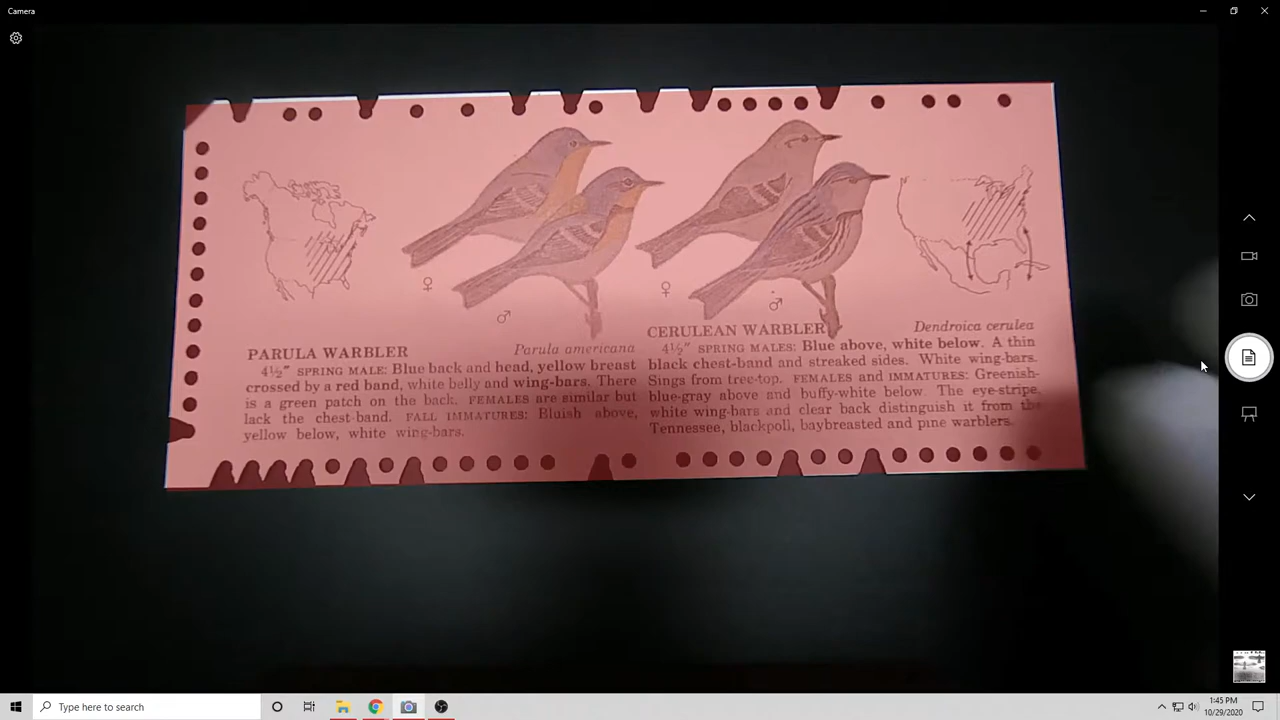 Camera
PARULA WARBLER Parula americana
4½" SPRING MALE: Blue back and head, yellow breast
crossed by a red band, white belly and wing-bars. There
is a green patch on the back. FEMALES are similar but
lack the chest-band. FALL IMMATURES: Bluish above,
yellow below, white wing-bars.
♀
♂
CERULEAN WARBLER Dendroica cerulea
4½" SPRING MALES: Blue above, white below. A thin
black chest-band and streaked sides. White wing-bars.
Sings from tree-top. FEMALES and IMMATURES: Greenish-
blue-gray above and buffy-white below. The eye-stripe,
white wing-bars and clear back distinguish it from the
Tennessee, blackpoll, baybreasted and pine warblers.
♀
♂
Type here to search
1:45 PM
10/29/2020